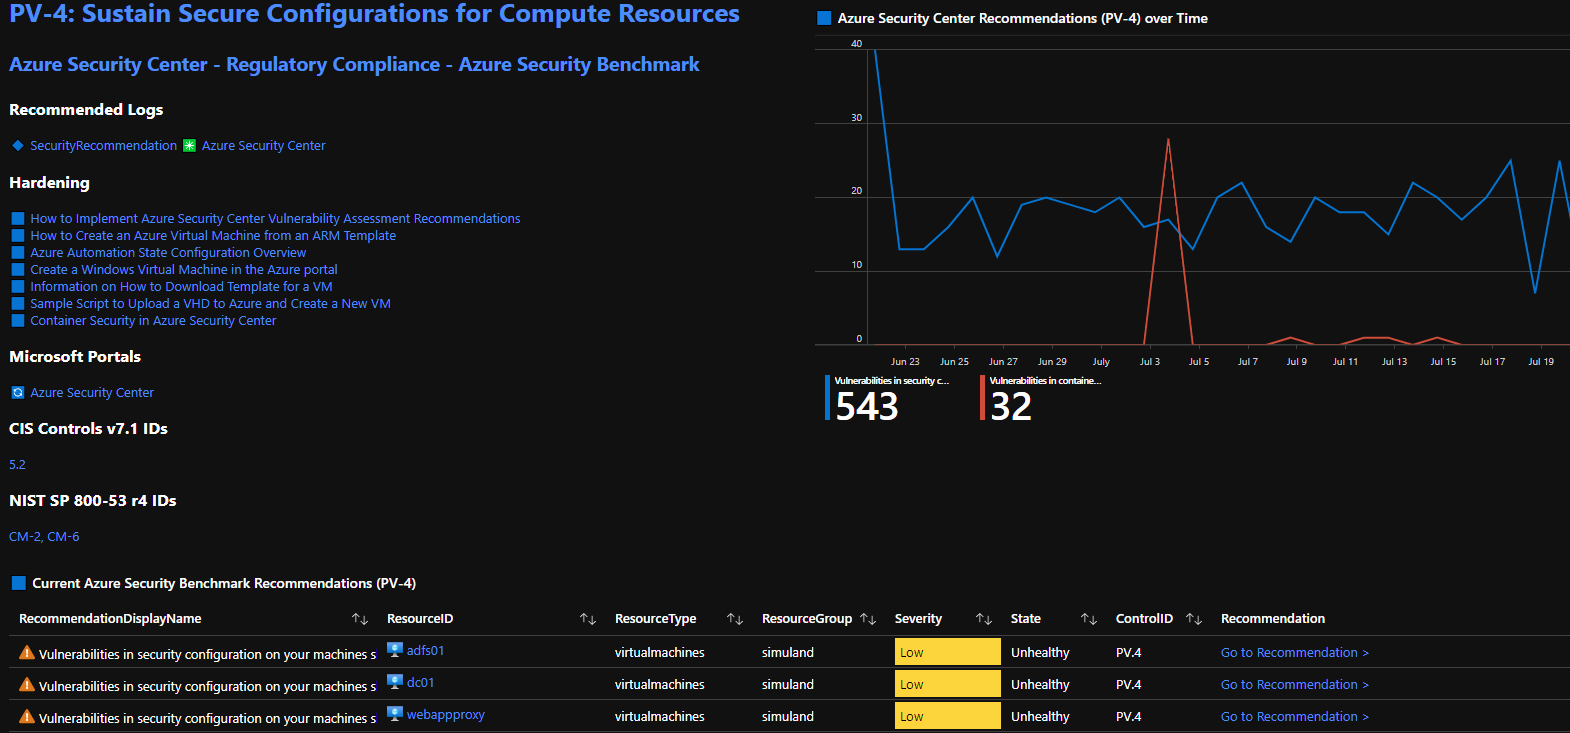 PV-4: Sustain Secure Configurations for Compute Resources
Azure Security Center - Regulatory Compliance - Azure Security Benchmark
Recommended Logs
SecurityRecommendation Azure Security Center
Hardening
How to Implement Azure Security Center Vulnerability Assessment Recommendations
How to Create an Azure Virtual Machine from an ARM Template
Azure Automation State Configuration Overview
Create a Windows Virtual Machine in the Azure portal
Information on How to Download Template for a VM
Sample Script to Upload a VHD to Azure and Create a New VM
Container Security in Azure Security Center
Microsoft Portals
Azure Security Center
CIS Controls v7.1 IDs
5.2
NIST SP 800-53 r4 IDs
CM-2, CM-6
Azure Security Center Recommendations (PV-4) over Time
40
30
20
10
0
Jun 23 Jun 25 Jun 27 Jun 29 July Jul 3 Jul 5 Jul 7 Jul 9 Jul 11 Jul 13 Jul 15 Jul 17 Jul 19
Vulnerabilities in security c... Vulnerabilities in containe...
543 32
Current Azure Security Benchmark Recommendations (PV-4)
RecommendationDisplayName ResourceID ResourceType ResourceGroup Severity State ControlID Recommendation
Vulnerabilities in security configuration on your machines s adfs01 virtualmachines simuland Low Unhealthy PV.4 Go to Recommendation >
Vulnerabilities in security configuration on your machines s dc01 virtualmachines simuland Low Unhealthy PV.4 Go to Recommendation >
Vulnerabilities in security configuration on your machines s webappproxy virtualmachines simuland Low Unhealthy PV.4 Go to Recommendation >